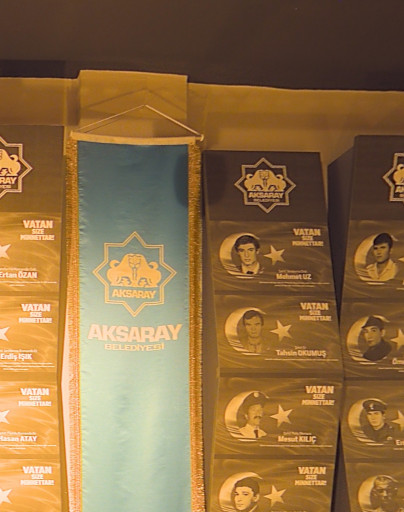 AKSARAY
VATAN
SİZE
MİNNETTAR!
Ertan ÖZAN
VATAN
SİZE
MİNNETTAR!
Erdiş IŞIK
VATAN
SİZE
MİNNETTAR!
Hasan ATAY
VATAN
SİZE
MİNNETTAR!
AKSARAY
AKSARAY
BELEDİYESİ
AKSARAY
BELEDİYESİ
VATAN
SİZE
MİNNETTAR!
Mehmet UZ
VATAN
SİZE
MİNNETTAR!
Tahsin OKUMUŞ
VATAN
SİZE
MİNNETTAR!
Mesut KILIÇ
VATAN
SİZE
MİNNETTAR!